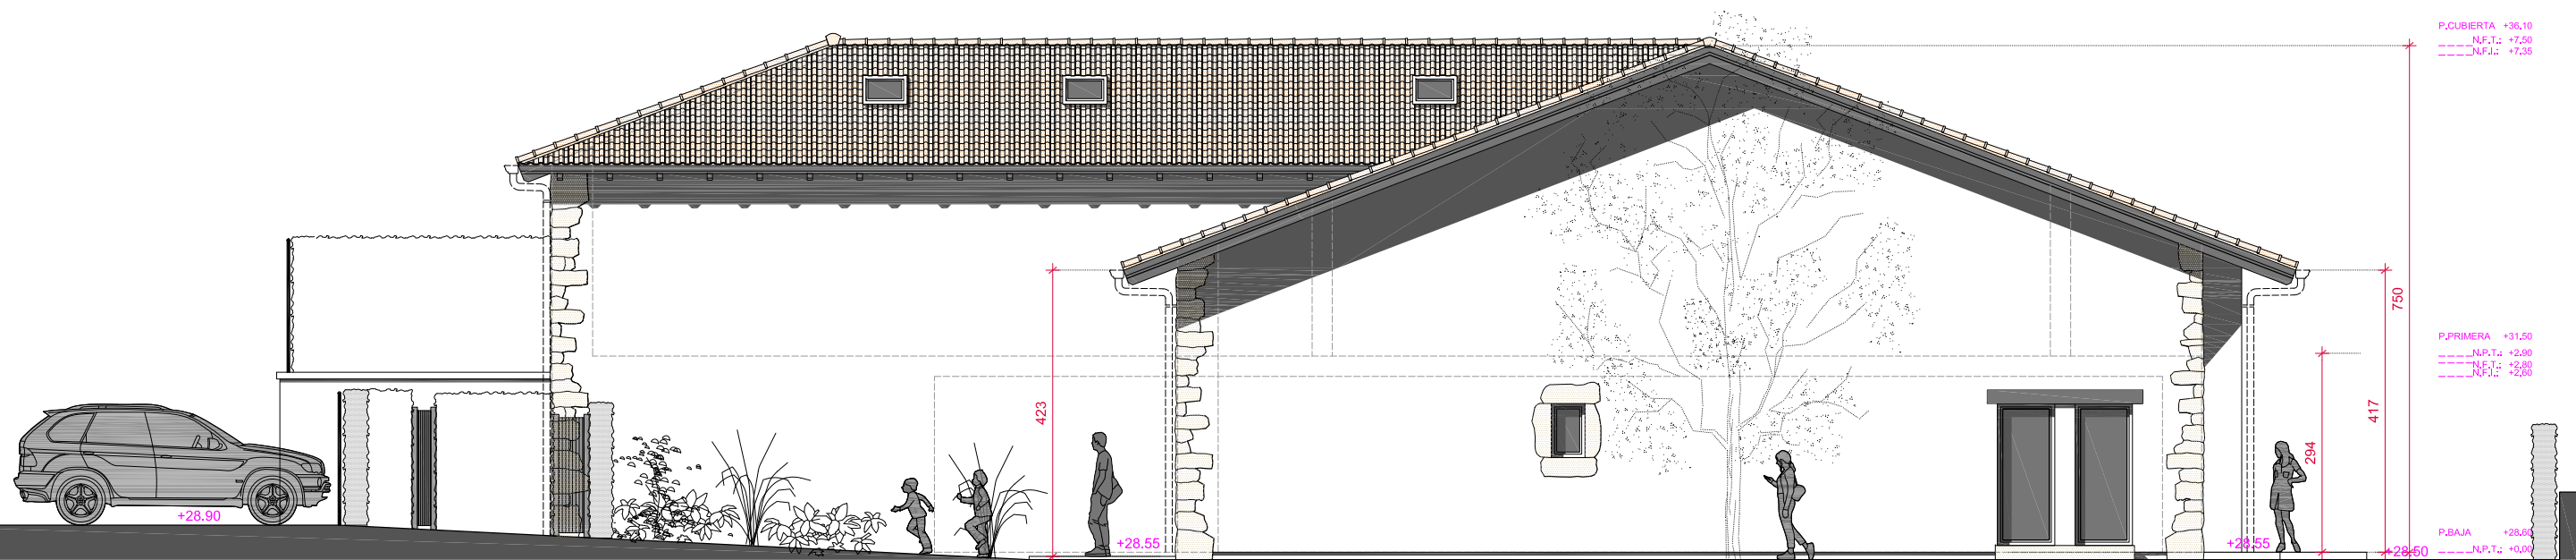 P.CUBIERTA +36,10
N.F.T.: +7,50
N.F.I.: +7,35
750
P.PRIMERA +31,50
N.P.T.: +2,90
N.F.T.: +2,80
N.F.I.: +2,60
423
417
294
+28.90
+28.55
+28.55
P.BAJA +28,60
N.P.T.: +0,00
+28.50